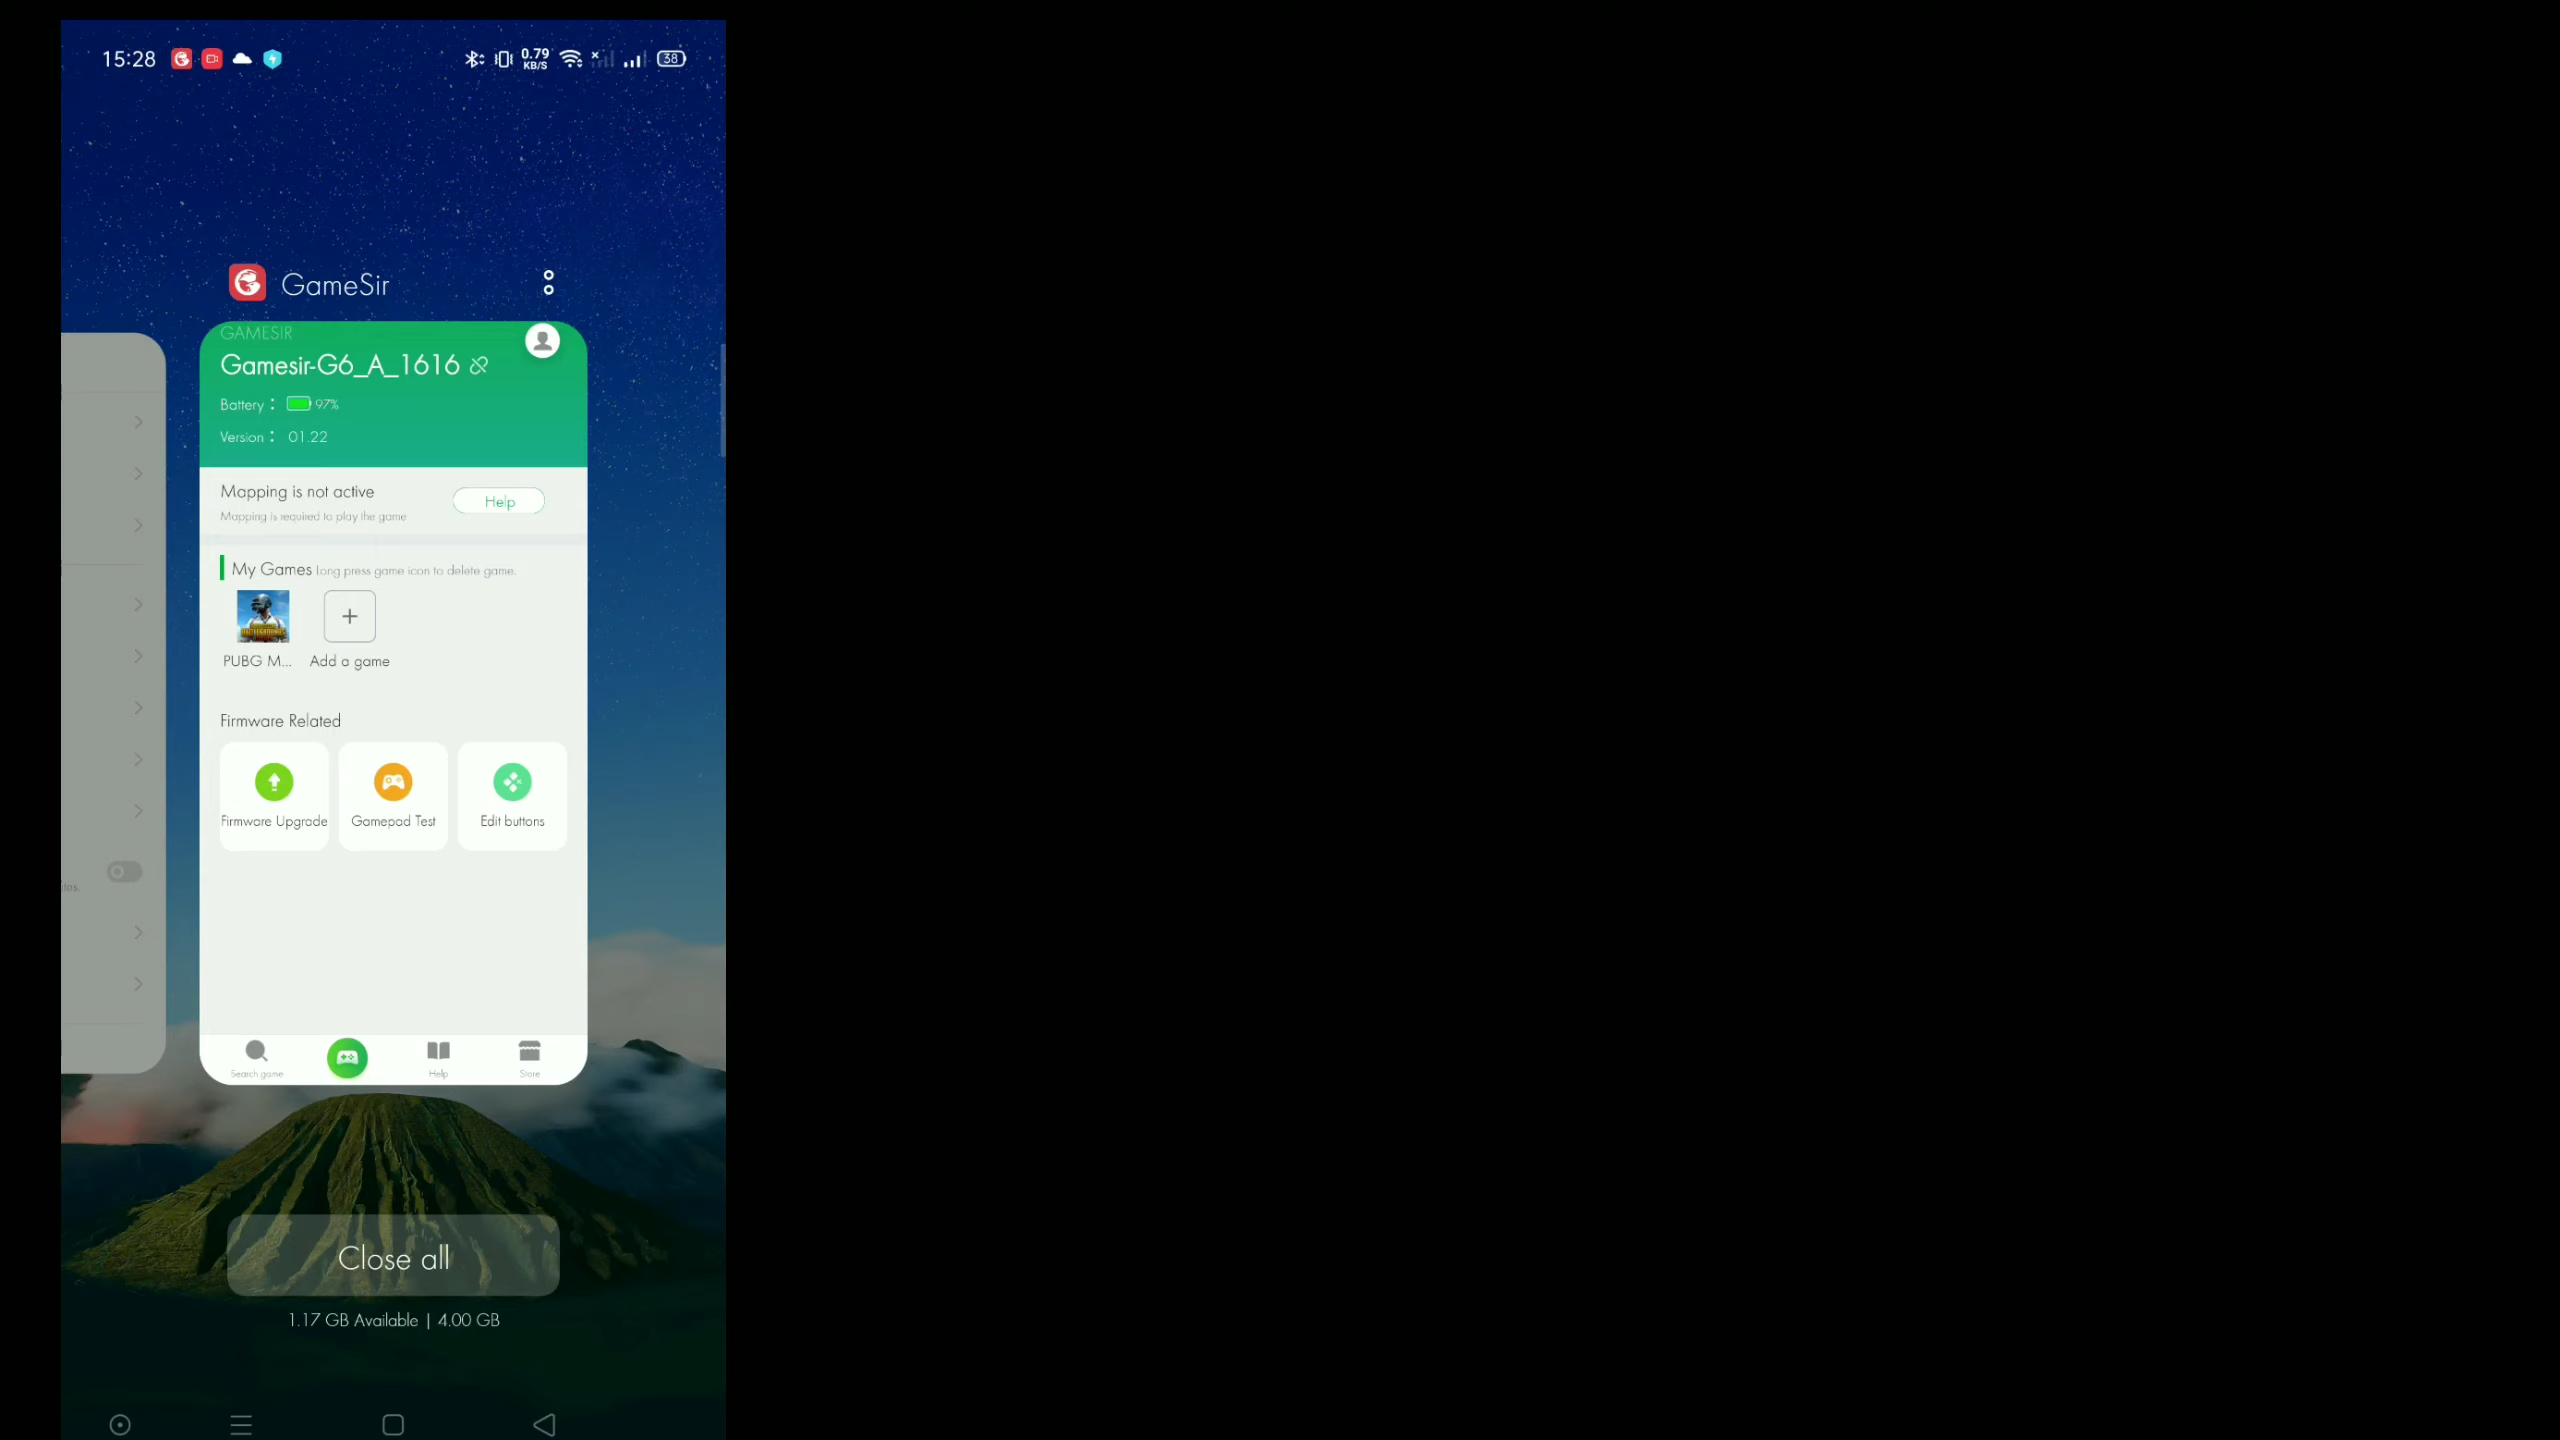 15:28
0.79
KB/S
38
GameSir
GAMESIR
Gamesir-G6_A_1616
Battery : 97%
Version : 01.22
Mapping is not active
Mapping is required to play the game
Help
My Games Long press game icon to delete game.
PUBG M... Add a game
Firmware Related
Firmware Upgrade Gamepad Test Edit buttons
Search game Help Store
Close all
1.17 GB Available | 4.00 GB